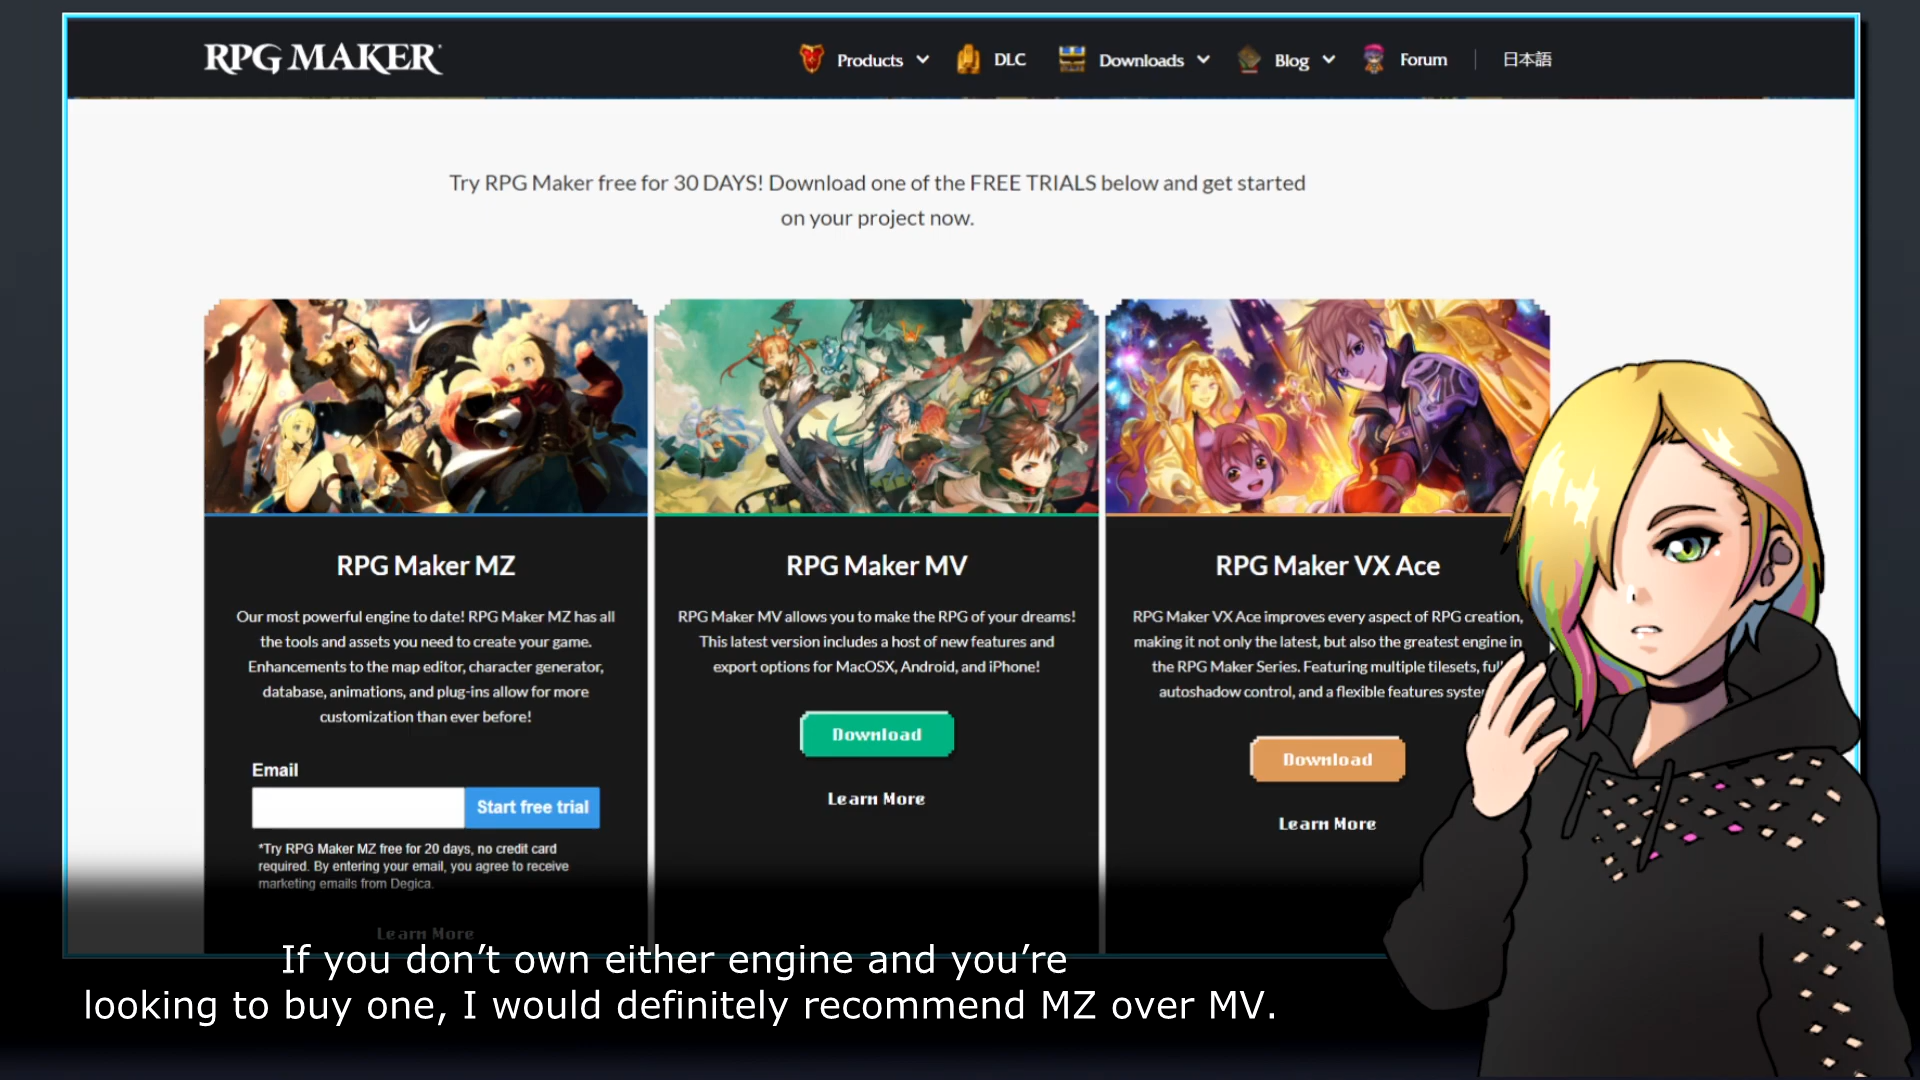 RPG MAKER
Products
DLC
Downloads
Blog
Forum
日本語
Try RPG Maker free for 30 DAYS! Download one of the FREE TRIALS below and get started
on your project now.
RPG Maker MZ
Our most powerful engine to date! RPG Maker MZ has all
the tools and assets you need to create your game.
Enhancements to the map editor, character generator,
database, animations, and plug-ins allow for more
customization than ever before!
Email
Start free trial
*Try RPG Maker MZ free for 20 days, no credit card
required. By entering your email, you agree to receive
marketing emails from Degica.
Learn More
RPG Maker MV
RPG Maker MV allows you to make the RPG of your dreams!
This latest version includes a host of new features and
export options for MacOSX, Android, and iPhone!
Download
Learn More
RPG Maker VX Ace
RPG Maker VX Ace improves every aspect of RPG creation,
making it not only the latest, but also the greatest engine in
the RPG Maker Series. Featuring multiple tilesets,
autoshadow control, and a flexible features
Download
Learn More
If you don’t own either engine and you’re
looking to buy one, I would definitely recommend MZ over MV.